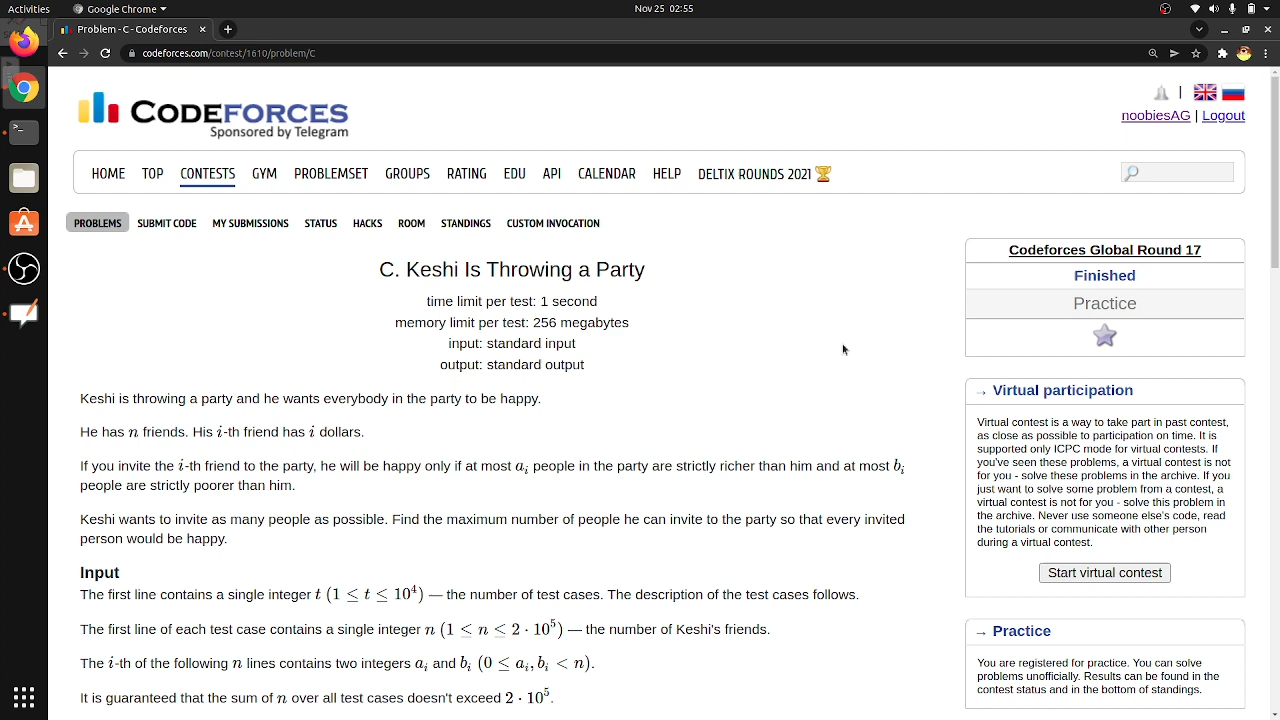 Activities Google Chrome Nov 25 02:55
Problem - C - Codeforces
codeforces.com/contest/1610/problem/C
CODEFORCES
Sponsored by Telegram
noobiesAG | Logout
HOME TOP CONTESTS GYM PROBLEMSET GROUPS RATING EDU API CALENDAR HELP DELTIX ROUNDS 2021
PROBLEMS SUBMIT CODE MY SUBMISSIONS STATUS HACKS ROOM STANDINGS CUSTOM INVOCATION
C. Keshi Is Throwing a Party
time limit per test: 1 second
memory limit per test: 256 megabytes
input: standard input
output: standard output
Keshi is throwing a party and he wants everybody in the party to be happy.
He has n friends. His i-th friend has i dollars.
If you invite the i-th friend to the party, he will be happy only if at most a_i people in the party are strictly richer than him and at most b_i
people are strictly poorer than him.
Keshi wants to invite as many people as possible. Find the maximum number of people he can invite to the party so that every invited
person would be happy.
Input
The first line contains a single integer t (1 ≤ t ≤ 10^4) — the number of test cases. The description of the test cases follows.
The first line of each test case contains a single integer n (1 ≤ n ≤ 2 · 10^5) — the number of Keshi's friends.
The i-th of the following n lines contains two integers a_i and b_i (0 ≤ a_i, b_i < n).
It is guaranteed that the sum of n over all test cases doesn't exceed 2 · 10^5.
Codeforces Global Round 17
Finished
Practice
→ Virtual participation
Virtual contest is a way to take part in past contest,
as close as possible to participation on time. It is
supported only ICPC mode for virtual contests. If
you've seen these problems, a virtual contest is not
for you - solve these problems in the archive. If you
just want to solve some problem from a contest, a
virtual contest is not for you - solve this problem in
the archive. Never use someone else's code, read
the tutorials or communicate with other person
during a virtual contest.
Start virtual contest
→ Practice
You are registered for practice. You can solve
problems unofficially. Results can be found in the
contest status and in the bottom of standings.